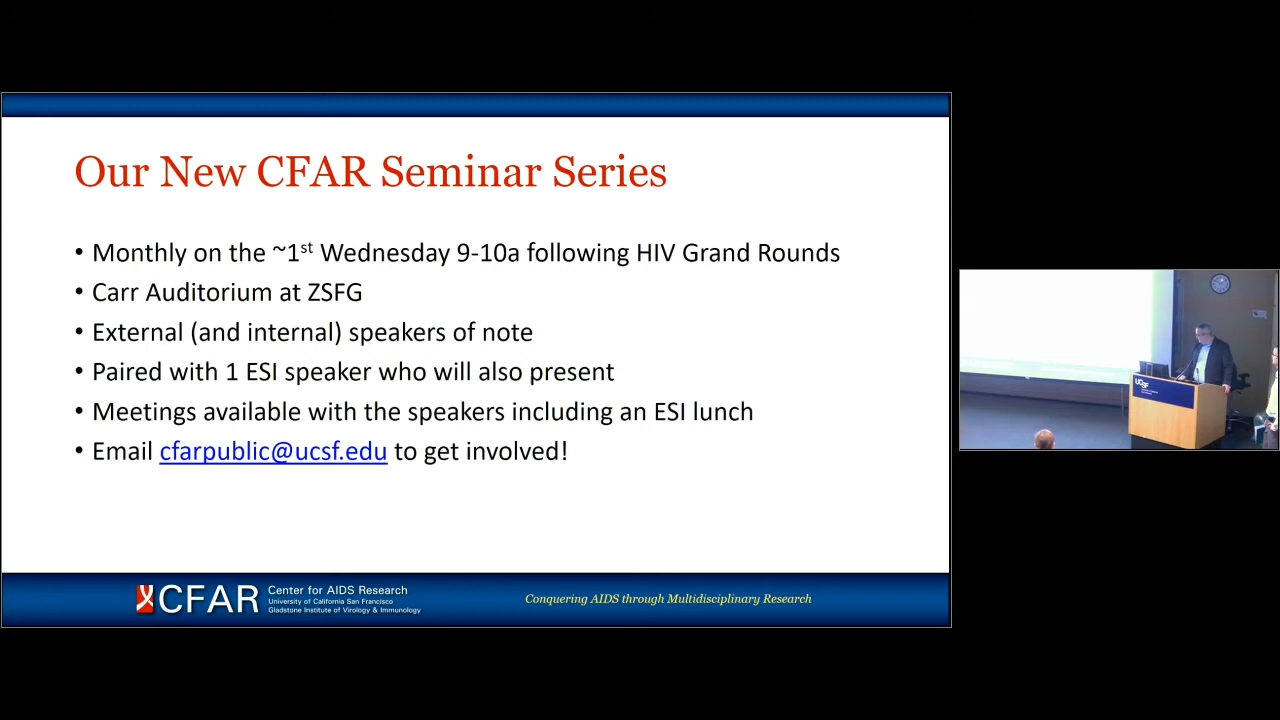 Our New CFAR Seminar Series
• Monthly on the ~1st Wednesday 9-10a following HIV Grand Rounds
• Carr Auditorium at ZSFG
• External (and internal) speakers of note
• Paired with 1 ESI speaker who will also present
• Meetings available with the speakers including an ESI lunch
• Email cfarpublic@ucsf.edu to get involved!
CFAR
Center for AIDS Research
University of California San Francisco
Gladstone Institute of Virology & Immunology
Conquering AIDS through Multidisciplinary Research
UCSF